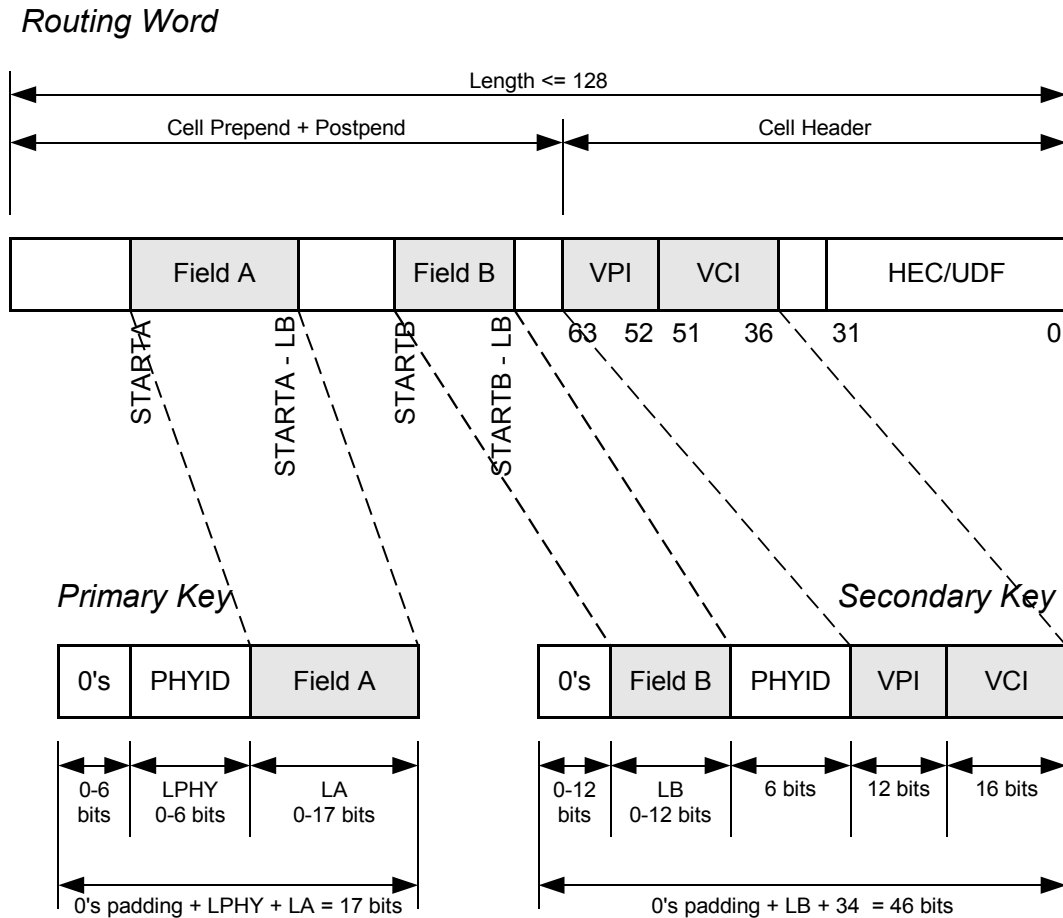 Routing Word
Length <= 128
Cell Prepend + Postpend
Cell Header
Field A
Field B
VPI
VCI
HEC/UDF
63
52
51
36
31
0
STARTA
STARTA - LB
STARTB
STARTB - LB
Primary Key
Secondary Key
0's
PHYID
Field A
0's
Field B
PHYID
VPI
VCI
0-6
bits
LPHY
0-6 bits
LA
0-17 bits
0-12
bits
LB
0-12 bits
6 bits
12 bits
16 bits
0's padding + LPHY + LA = 17 bits
0's padding + LB + 34 = 46 bits